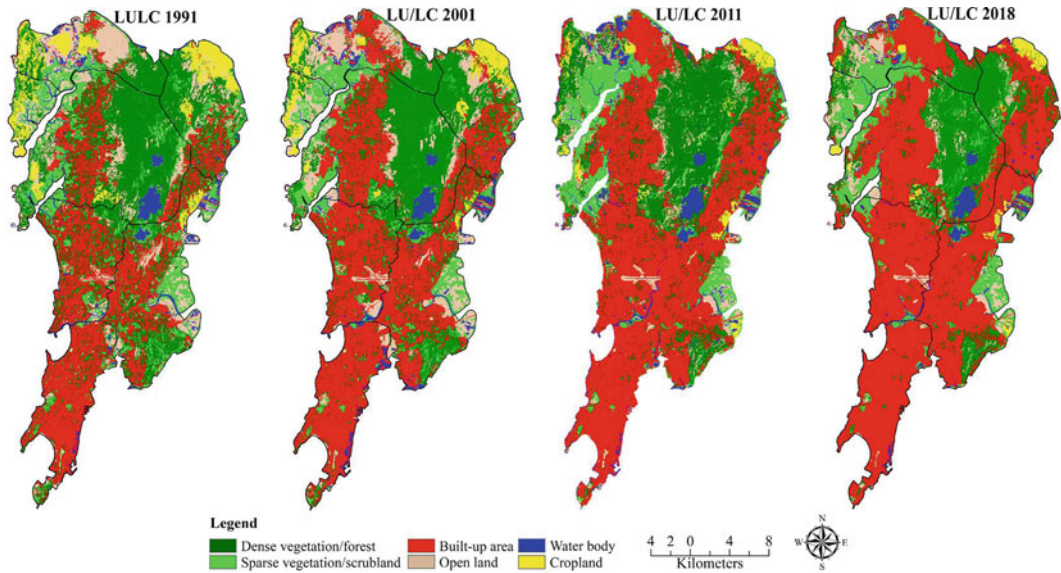 LULC 1991
LU/LC 2001
LU/LC 2011
LU/LC 2018
Legend
Dense vegetation/forest
Built-up area
Water body
Sparse vegetation/scrubland
Open land
Cropland
4 2 0 4 8
Kilometers
N
W E
S